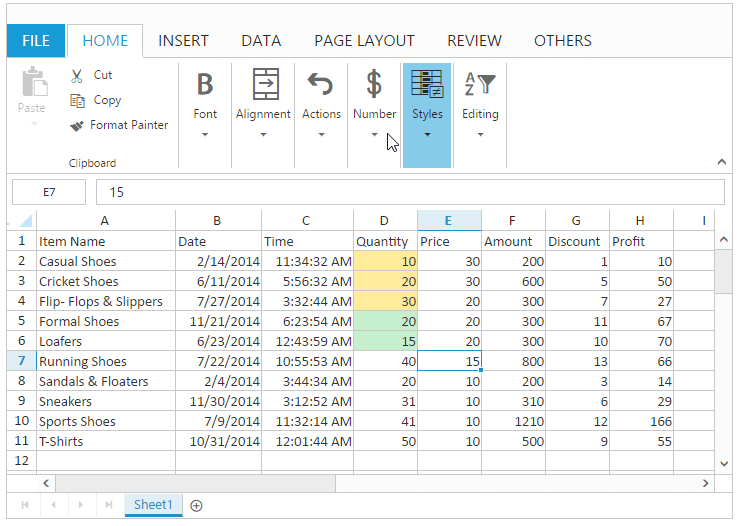 FILE HOME INSERT DATA PAGE LAYOUT REVIEW OTHERS
Paste
Cut
Copy
Format Painter
Clipboard
B
Font Alignment Actions Number Styles Editing
$
A
Z
E7 15
A B C D E F G H I
1 Item Name Date Time Quantity Price Amount Discount Profit
2 Casual Shoes 2/14/2014 11:34:32 AM 10 30 200 1 10
3 Cricket Shoes 6/11/2014 5:56:32 AM 20 30 600 5 50
4 Flip- Flops & Slippers 7/27/2014 3:32:44 AM 30 20 300 7 27
5 Formal Shoes 11/21/2014 6:23:54 AM 20 20 300 11 67
6 Loafers 6/23/2014 12:43:59 AM 15 20 300 10 70
7 Running Shoes 7/22/2014 10:55:53 AM 40 15 800 13 66
8 Sandals & Floaters 2/4/2014 3:44:34 AM 20 10 200 3 14
9 Sneakers 11/30/2014 3:12:52 AM 31 10 310 6 29
10 Sports Shoes 7/9/2014 11:32:14 AM 41 10 1210 12 166
11 T-Shirts 10/31/2014 12:01:44 AM 50 10 500 9 55
12
Sheet1